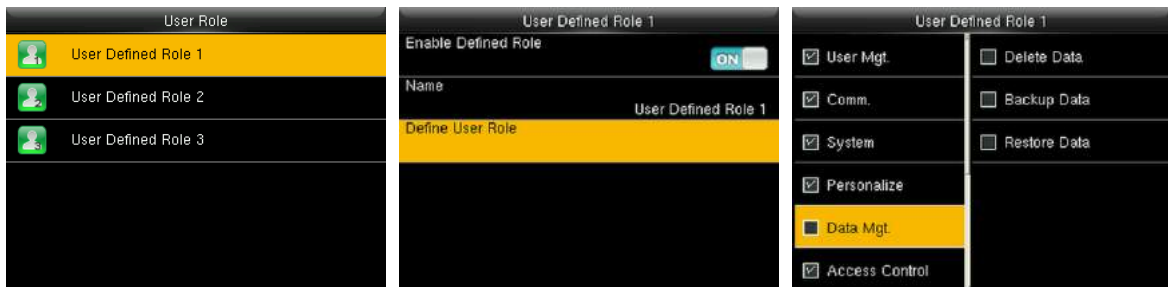 User Role
User Defined Role 1
User Defined Role 2
User Defined Role 3
User Defined Role 1
Enable Defined Role
ON
Name
User Defined Role 1
Define User Role
User Defined Role 1
User Mgt.
Comm.
System
Personalize
Data Mgt.
Access Control
Delete Data
Backup Data
Restore Data